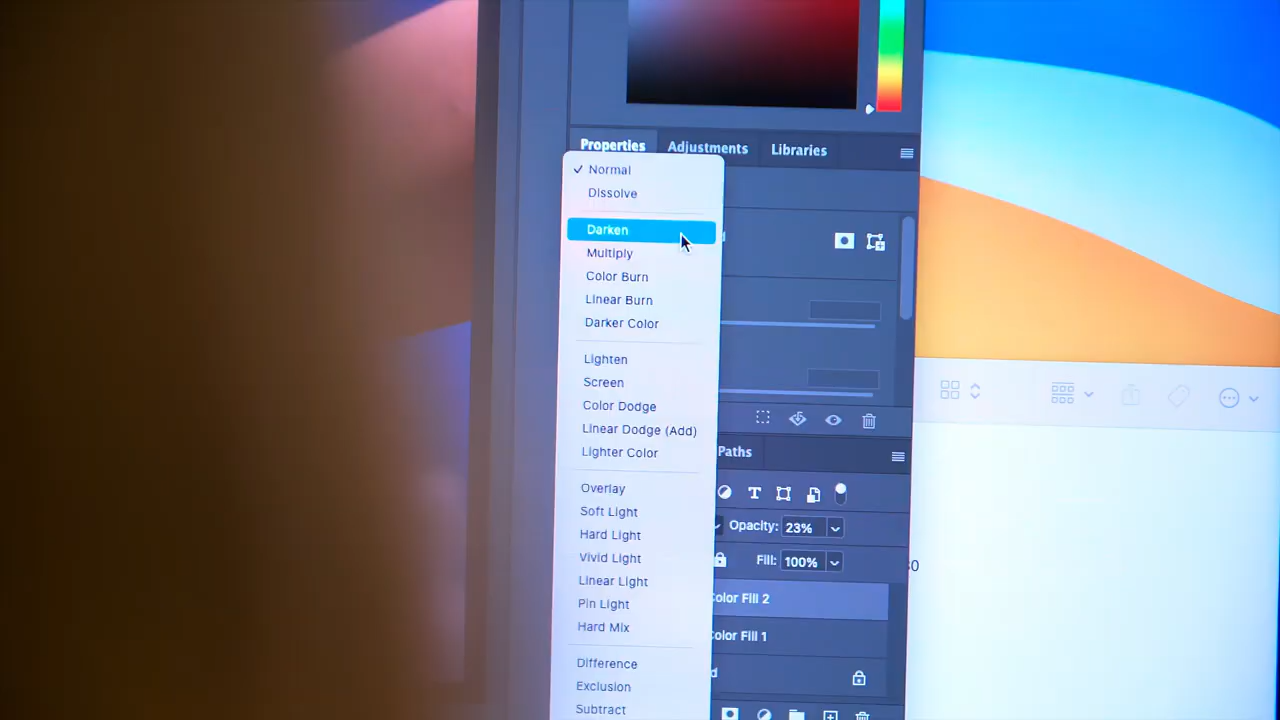 Properties Adjustments Libraries
✓ Normal
Dissolve
Darken
Multiply
Color Burn
Linear Burn
Darker Color
Lighten
Screen
Color Dodge
Linear Dodge (Add)
Lighter Color
Paths
Overlay
Soft Light
Hard Light
Vivid Light
Linear Light
Pin Light
Hard Mix
Difference
Exclusion
Subtract
Opacity: 23%
Fill: 100%
Color Fill 2
Color Fill 1